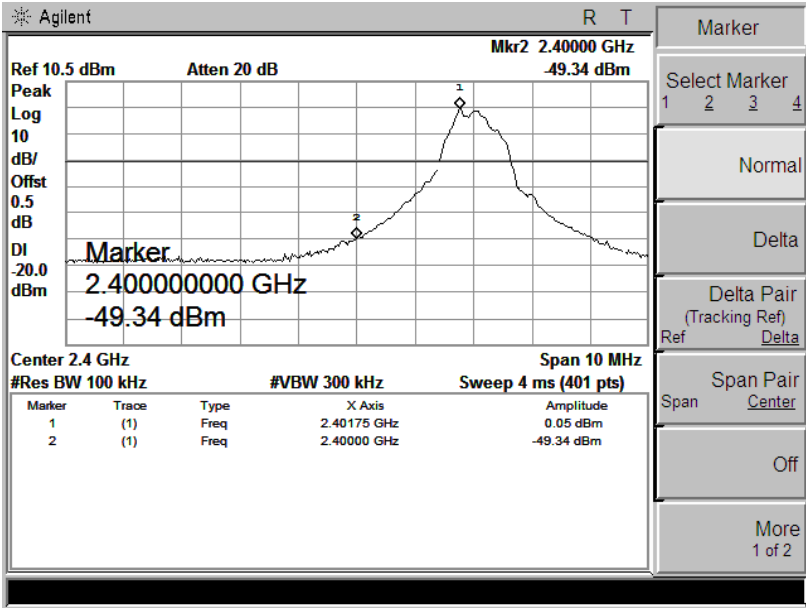 Agilent R T
Mkr2 2.40000 GHz
Ref 10.5 dBm Atten 20 dB -49.34 dBm
Peak
Log
10
dB/
Offst
0.5
dB
DI
-20.0
dBm
1
2
Marker
2.400000000 GHz
-49.34 dBm
Center 2.4 GHz Span 10 MHz
#Res BW 100 kHz #VBW 300 kHz Sweep 4 ms (401 pts)
Marker Trace Type X Axis Amplitude
1 (1) Freq 2.40175 GHz 0.05 dBm
2 (1) Freq 2.40000 GHz -49.34 dBm
Marker
Select Marker
1 2 3 4
Normal
Delta
Delta Pair
(Tracking Ref)
Ref Delta
Span Pair
Span Center
Off
More
1 of 2